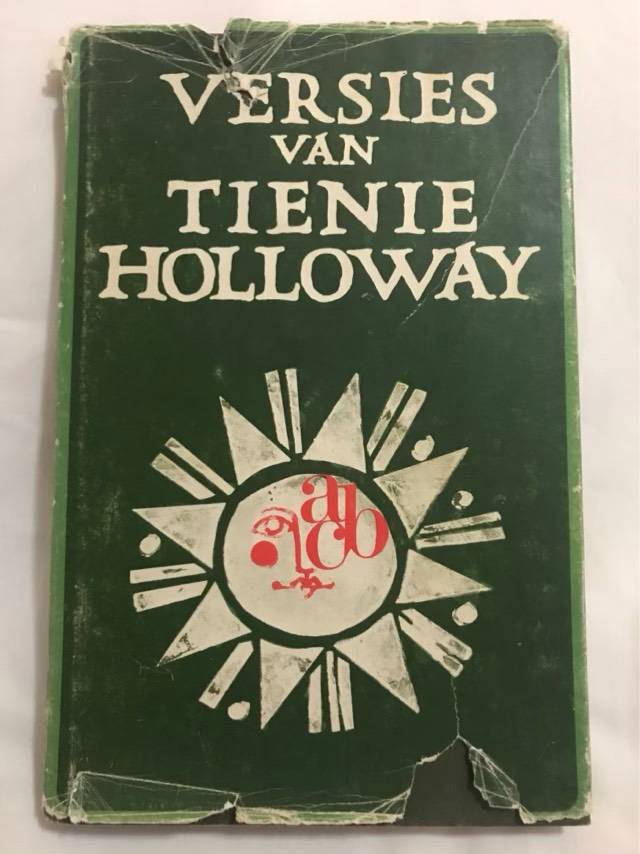 VERSIES
VAN
TIENIE
HOLLOWAY
abc